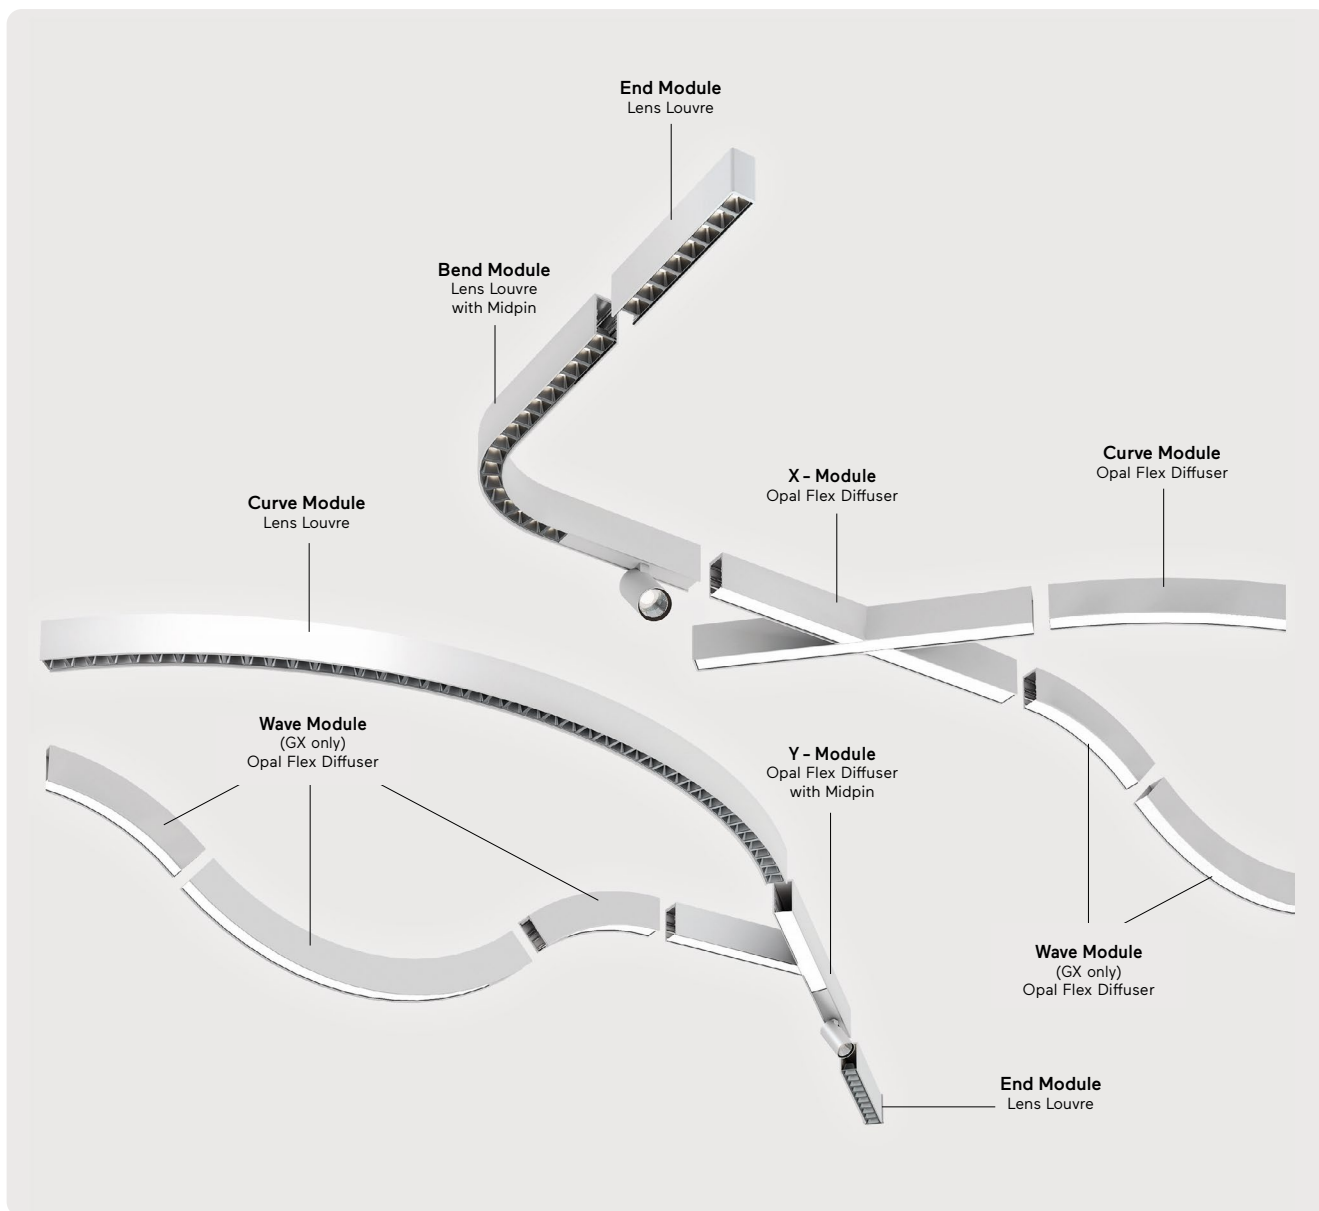 End Module
Lens Louvre
Bend Module
Lens Louvre
with Midpin
Curve Module
Opal Flex Diffuser
X - Module
Opal Flex Diffuser
Curve Module
Lens Louvre
Wave Module
(GX only)
Opal Flex Diffuser
Y - Module
Opal Flex Diffuser
with Midpin
Wave Module
(GX only)
Opal Flex Diffuser
End Module
Lens Louvre